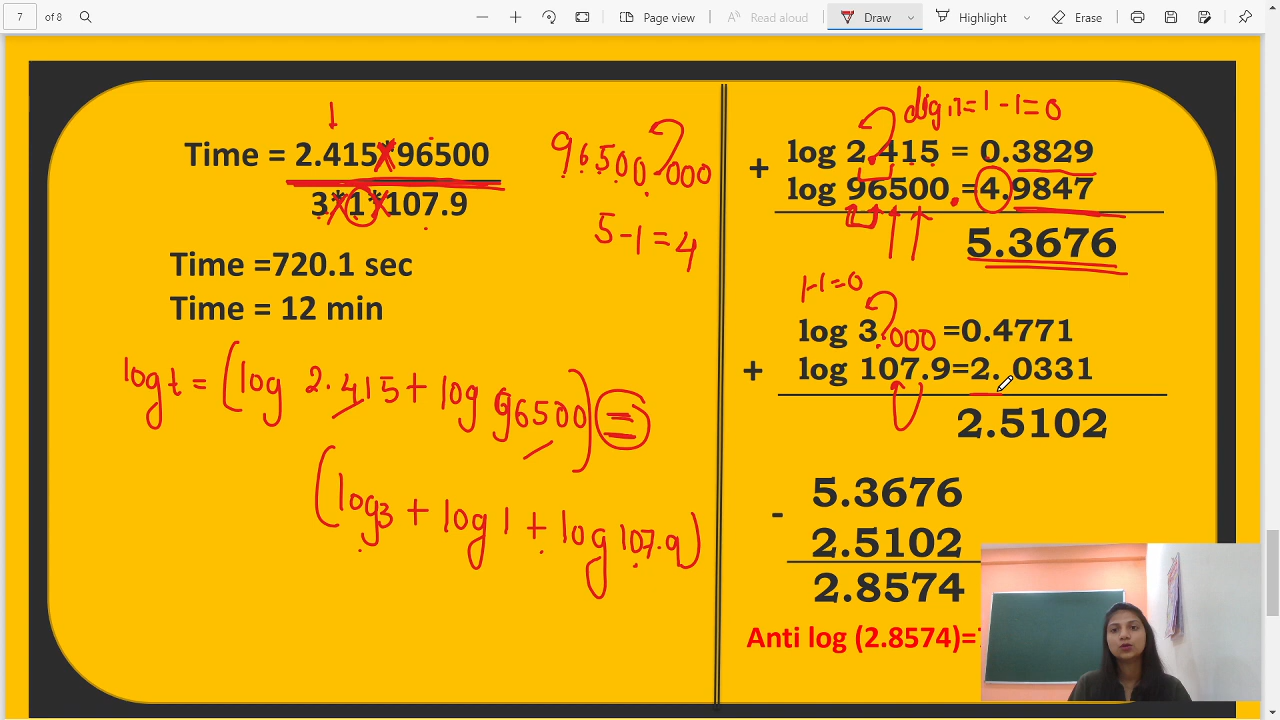 7 of 8 Page view Read aloud Draw Highlight Erase
Time = 2.415*96500
3*1*107.9
Time =720.1 sec
Time = 12 min
96500.000
5-1=4
log t = (log 2.415 + log 96500) =
(log3 + log 1 + log 107.9)
digit=1-1=0
+ log 2.415 = 0.3829
log 96500.=4.9847
5.3676
1-1=0
log 3.000 =0.4771
+ log 107.9=2.0331
2.5102
5.3676
- 2.5102
2.8574
Anti log (2.8574)=